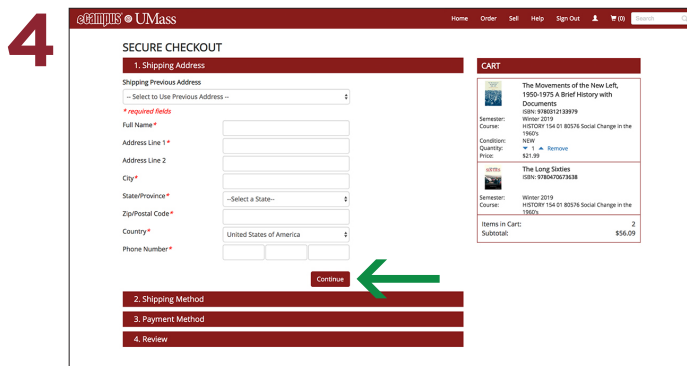 4
eCAMPUS @ UMass
Home Order Sell Help Sign Out (0) Search
SECURE CHECKOUT
1. Shipping Address
Shipping Previous Address
-- Select to Use Previous Address --
* required fields
Full Name*
Address Line 1*
Address Line 2
City*
State/Province*
--Select a State--
Zip/Postal Code*
Country*
United States of America
Phone Number*
Continue
2. Shipping Method
3. Payment Method
4. Review
CART
The Movements of the New Left,
1950-1975 A Brief History with
Documents
ISBN: 9780312133979
Semester: Winter 2019
Course: HISTORY 154 01 80576 Social Change in the
1960's
Condition: NEW
Quantity: 1 Remove
Price: $21.99
The Long Sixties
ISBN: 9780470673638
Semester: Winter 2019
Course: HISTORY 154 01 80576 Social Change in the
1960's
Items in Cart: 2
Subtotal: $56.09